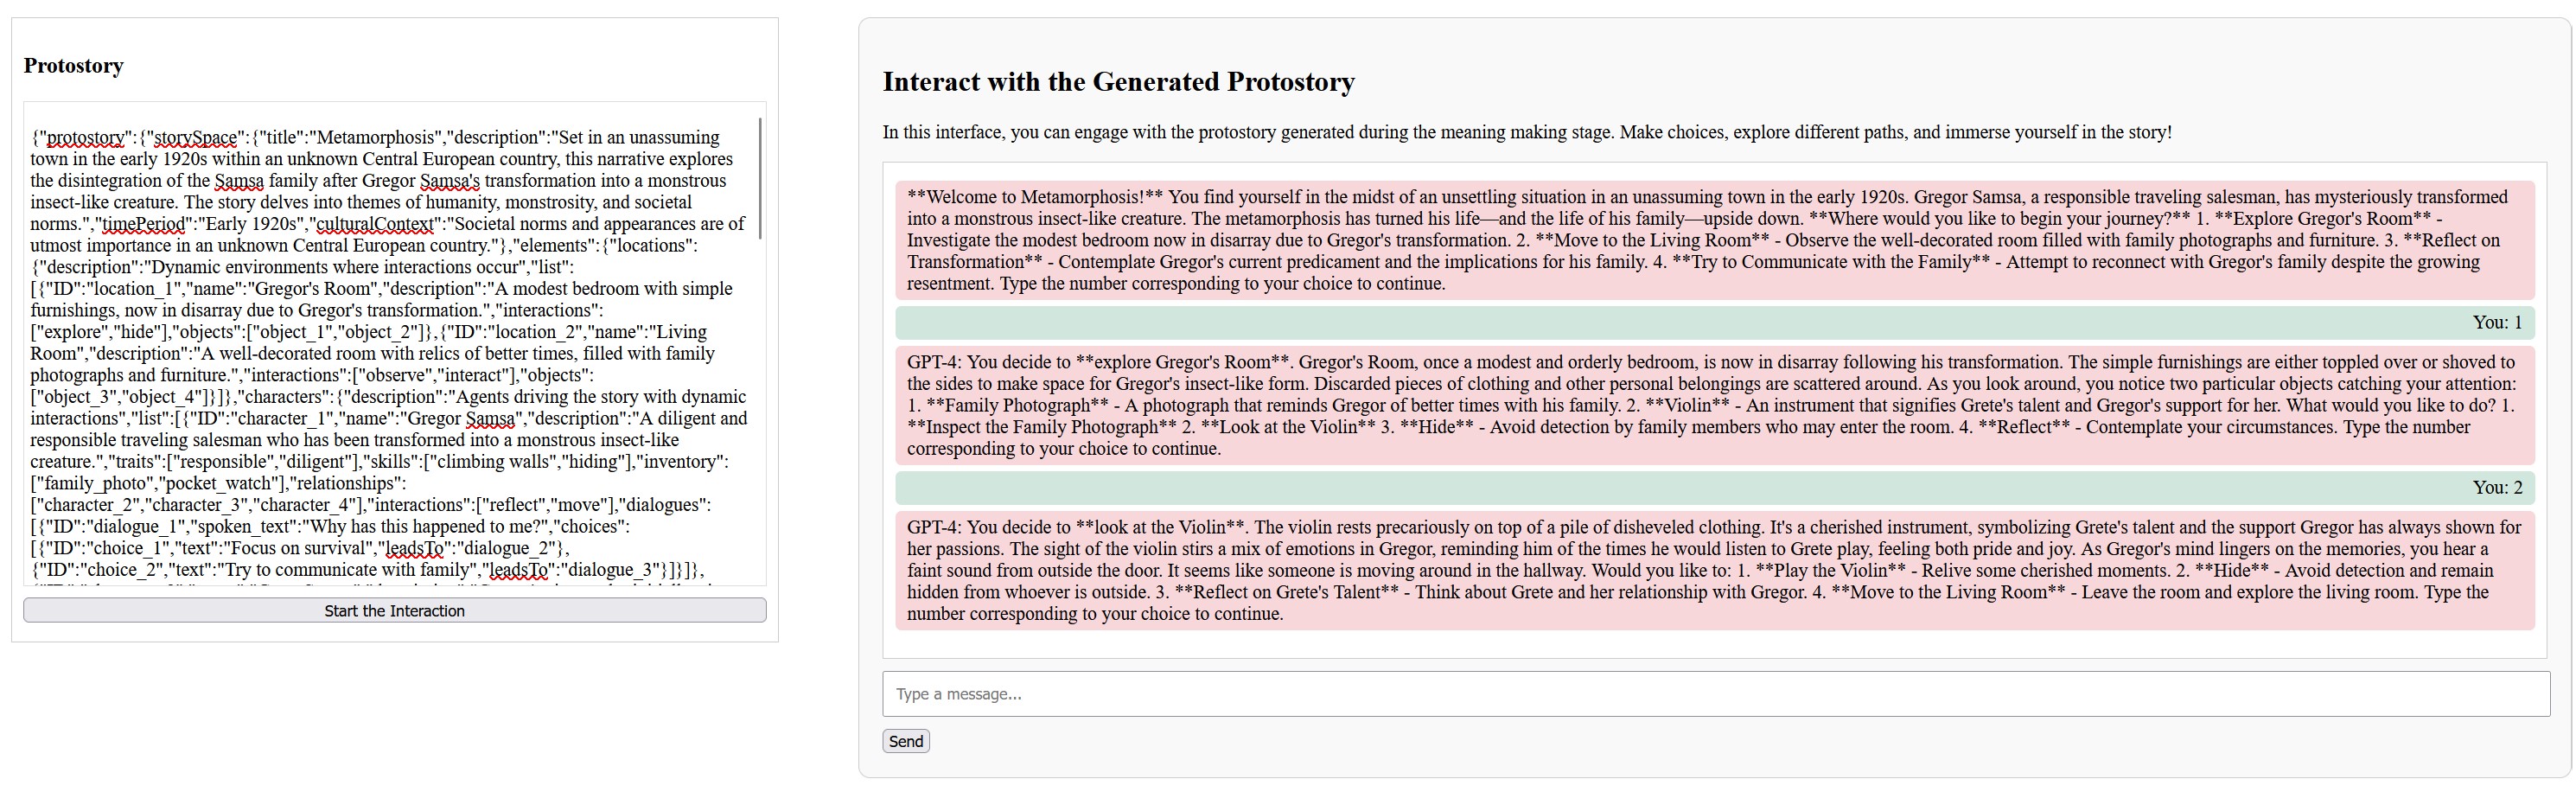 Protostory
{"protostory":{"storySpace":{"title":"Metamorphosis","description":"Set in an unassuming
town in the early 1920s within an unknown Central European country, this narrative explores
the disintegration of the Samsa family after Gregor Samsa's transformation into a monstrous
insect-like creature. The story delves into themes of humanity, monstrosity, and societal
norms.","timePeriod":"Early 1920s","culturalContext":"Societal norms and appearances are of
utmost importance in an unknown Central European country."},"elements":{"locations":
{"description":"Dynamic environments where interactions occur","list":
[{"ID":"location_1","name":"Gregor's Room","description":"A modest bedroom with simple
furnishings, now in disarray due to Gregor's transformation.","interactions":
["explore","hide"],"objects":["object_1","object_2"]},{"ID":"location_2","name":"Living
Room","description":"A well-decorated room with relics of better times, filled with family
photographs and furniture.","interactions":["observe","interact"],"objects":
["object_3","object_4"]}]},"characters":{"description":"Agents driving the story with dynamic
interactions","list":[{"ID":"character_1","name":"Gregor Samsa","description":"A diligent and
responsible traveling salesman who has been transformed into a monstrous insect-like
creature.","traits":["responsible","diligent"],"skills":["climbing walls","hiding"],"inventory":
["family_photo","pocket_watch"],"relationships":
["character_2","character_3","character_4"],"interactions":["reflect","move"],"dialogues":
[{"ID":"dialogue_1","spoken_text":"Why has this happened to me?","choices":
[{"ID":"choice_1","text":"Focus on survival","leadsTo":"dialogue_2"},
{"ID":"choice_2","text":"Try to communicate with family","leadsTo":"dialogue_3"}]}]},
Start the Interaction
Interact with the Generated Protostory
In this interface, you can engage with the protostory generated during the meaning making stage. Make choices, explore different paths, and immerse yourself in the story!
**Welcome to Metamorphosis!** You find yourself in the midst of an unsettling situation in an unassuming town in the early 1920s. Gregor Samsa, a responsible traveling salesman, has mysteriously transformed
into a monstrous insect-like creature. The metamorphosis has turned his life—and the life of his family—upside down. **Where would you like to begin your journey?** 1. **Explore Gregor's Room** -
Investigate the modest bedroom now in disarray due to Gregor's transformation. 2. **Move to the Living Room** - Observe the well-decorated room filled with family photographs and furniture. 3. **Reflect on
Transformation** - Contemplate Gregor's current predicament and the implications for his family. 4. **Try to Communicate with the Family** - Attempt to reconnect with Gregor's family despite the growing
resentment. Type the number corresponding to your choice to continue.
You: 1
GPT-4: You decide to **explore Gregor's Room**. Gregor's Room, once a modest and orderly bedroom, is now in disarray following his transformation. The simple furnishings are either toppled over or shoved to
the sides to make space for Gregor's insect-like form. Discarded pieces of clothing and other personal belongings are scattered around. As you look around, you notice two particular objects catching your attention:
1. **Family Photograph** - A photograph that reminds Gregor of better times with his family. 2. **Violin** - An instrument that signifies Grete's talent and Gregor's support for her. What would you like to do? 1.
**Inspect the Family Photograph** 2. **Look at the Violin** 3. **Hide** - Avoid detection by family members who may enter the room. 4. **Reflect** - Contemplate your circumstances. Type the number
corresponding to your choice to continue.
You: 2
GPT-4: You decide to **look at the Violin**. The violin rests precariously on top of a pile of disheveled clothing. It's a cherished instrument, symbolizing Grete's talent and the support Gregor has always shown for
her passions. The sight of the violin stirs a mix of emotions in Gregor, reminding him of the times he would listen to Grete play, feeling both pride and joy. As Gregor's mind lingers on the memories, you hear a
faint sound from outside the door. It seems like someone is moving around in the hallway. Would you like to: 1. **Play the Violin** - Relive some cherished moments. 2. **Hide** - Avoid detection and remain
hidden from whoever is outside. 3. **Reflect on Grete's Talent** - Think about Grete and her relationship with Gregor. 4. **Move to the Living Room** - Leave the room and explore the living room. Type the
number corresponding to your choice to continue.
Type a message...
Send